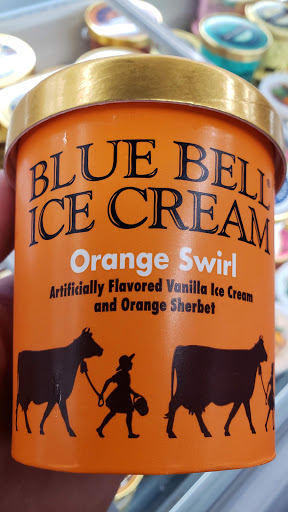 BLUE BELL®
ICE CREAM
Orange Swirl
Artificially Flavored Vanilla Ice Cream
and Orange Sherbet